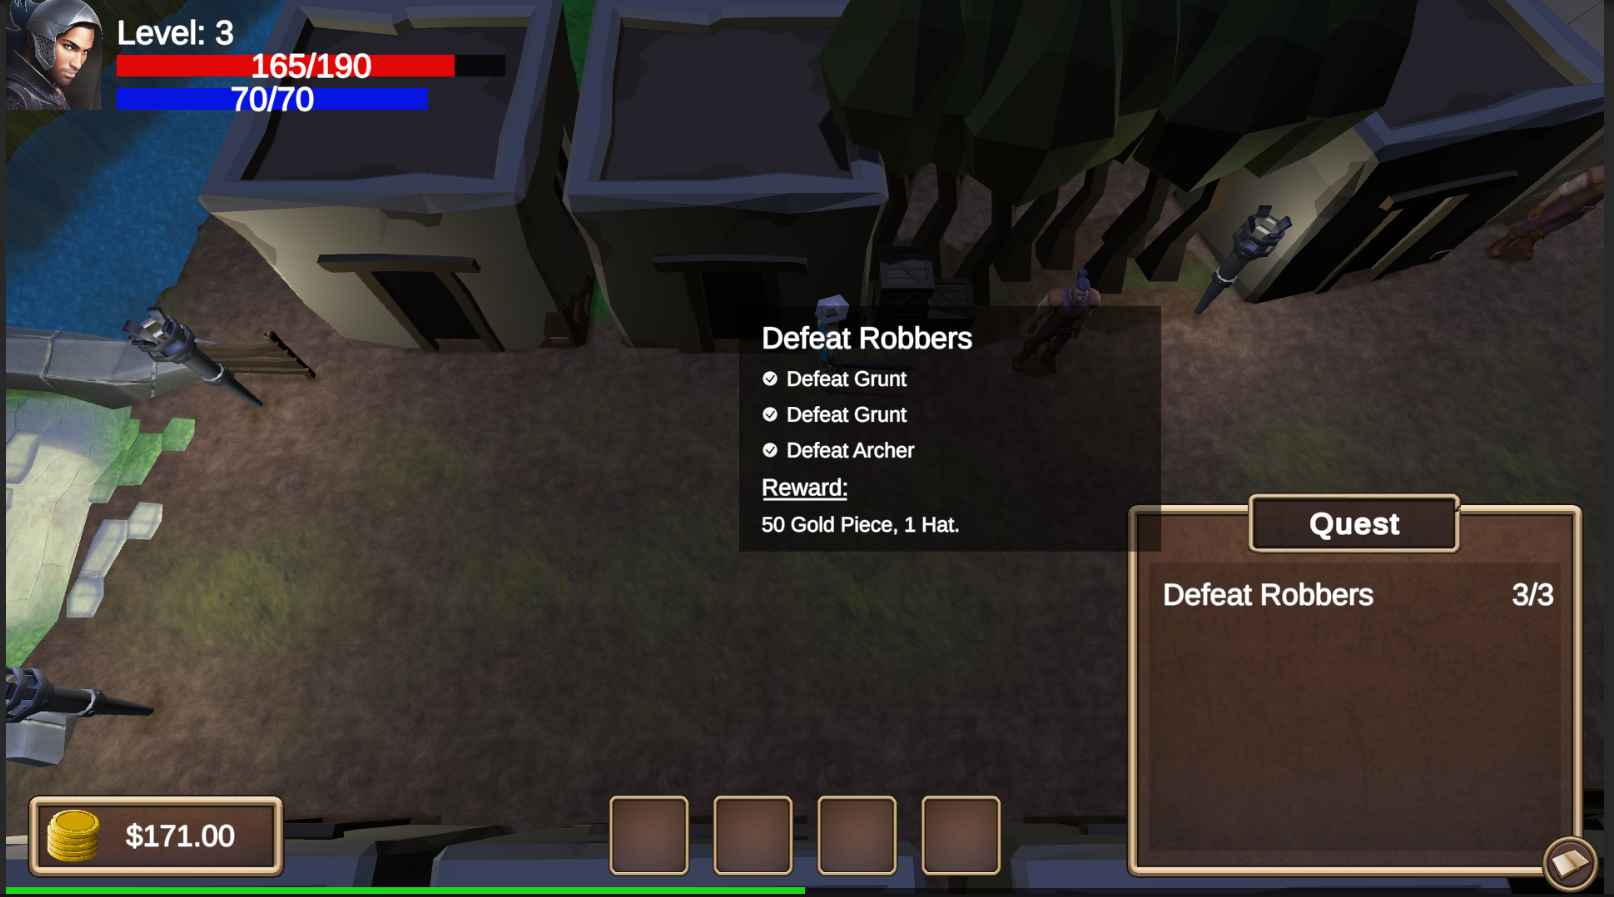 Level: 3
165/190
70/70
Defeat Robbers
Defeat Grunt
Defeat Grunt
Defeat Archer
Reward:
50 Gold Piece, 1 Hat.
Quest
Defeat Robbers 3/3
$171.00